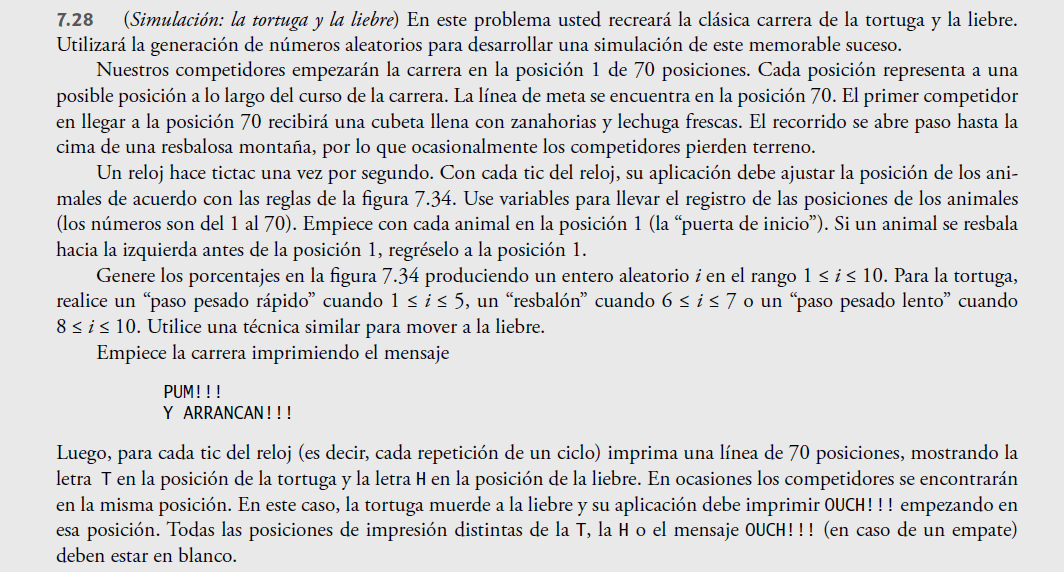 7.28 (Simulación: la tortuga y la liebre) En este problema usted recreará la clásica carrera de la tortuga y la liebre.
Utilizará la generación de números aleatorios para desarrollar una simulación de este memorable suceso.
Nuestros competidores empezarán la carrera en la posición 1 de 70 posiciones. Cada posición representa a una
posible posición a lo largo del curso de la carrera. La línea de meta se encuentra en la posición 70. El primer competidor
en llegar a la posición 70 recibirá una cubeta llena con zanahorias y lechuga frescas. El recorrido se abre paso hasta la
cima de una resbalosa montaña, por lo que ocasionalmente los competidores pierden terreno.
Un reloj hace tictac una vez por segundo. Con cada tic del reloj, su aplicación debe ajustar la posición de los ani-
males de acuerdo con las reglas de la figura 7.34. Use variables para llevar el registro de las posiciones de los animales
(los números son del 1 al 70). Empiece con cada animal en la posición 1 (la “puerta de inicio”). Si un animal se resbala
hacia la izquierda antes de la posición 1, regréselo a la posición 1.
Genere los porcentajes en la figura 7.34 produciendo un entero aleatorio i en el rango 1 ≤ i ≤ 10. Para la tortuga,
realice un “paso pesado rápido” cuando 1 ≤ i ≤ 5, un “resbalón” cuando 6 ≤ i ≤ 7 o un “paso pesado lento” cuando
8 ≤ i ≤ 10. Utilice una técnica similar para mover a la liebre.
Empiece la carrera imprimiendo el mensaje
PUM!!!
Y ARRANCAN!!!
Luego, para cada tic del reloj (es decir, cada repetición de un ciclo) imprima una línea de 70 posiciones, mostrando la
letra T en la posición de la tortuga y la letra H en la posición de la liebre. En ocasiones los competidores se encontrarán
en la misma posición. En este caso, la tortuga muerde a la liebre y su aplicación debe imprimir OUCH!!! empezando en
esa posición. Todas las posiciones de impresión distintas de la T, la H o el mensaje OUCH!!! (en caso de un empate)
deben estar en blanco.